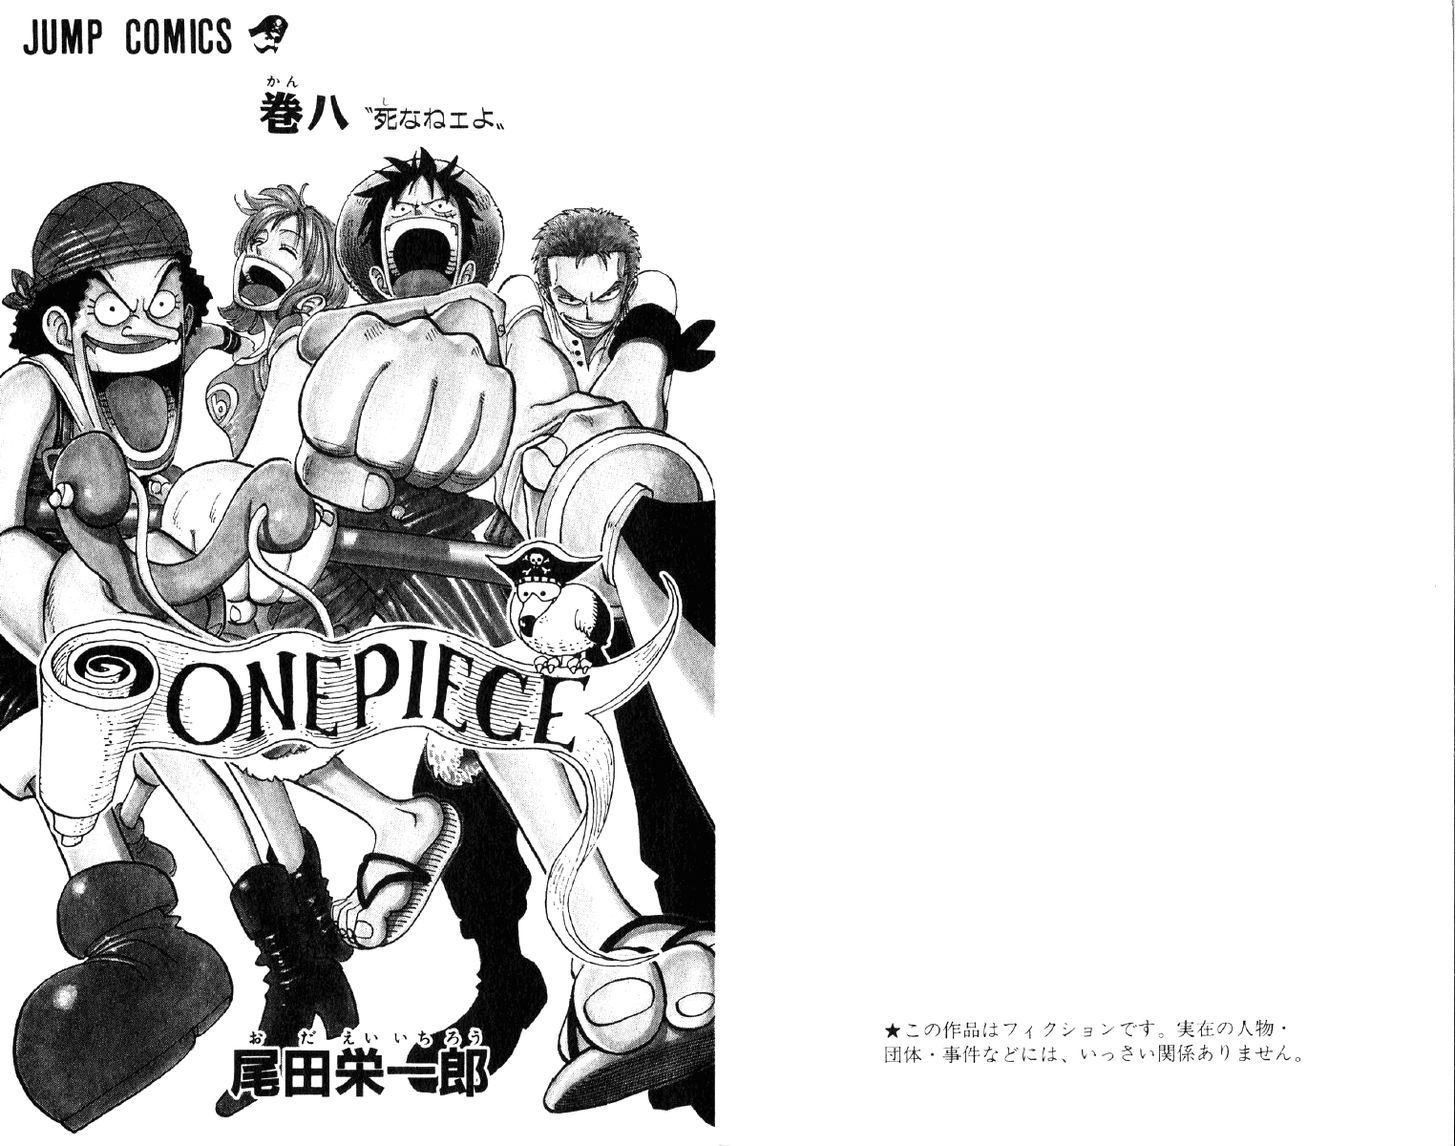 JUMP COMICS
かん
巻八 〝死なねェよ〟
し
ONE PIECE
お だ えい いち ろう
尾田栄一郎
★この作品はフィクションです。実在の人物・
団体・事件などには、いっさい関係ありません。